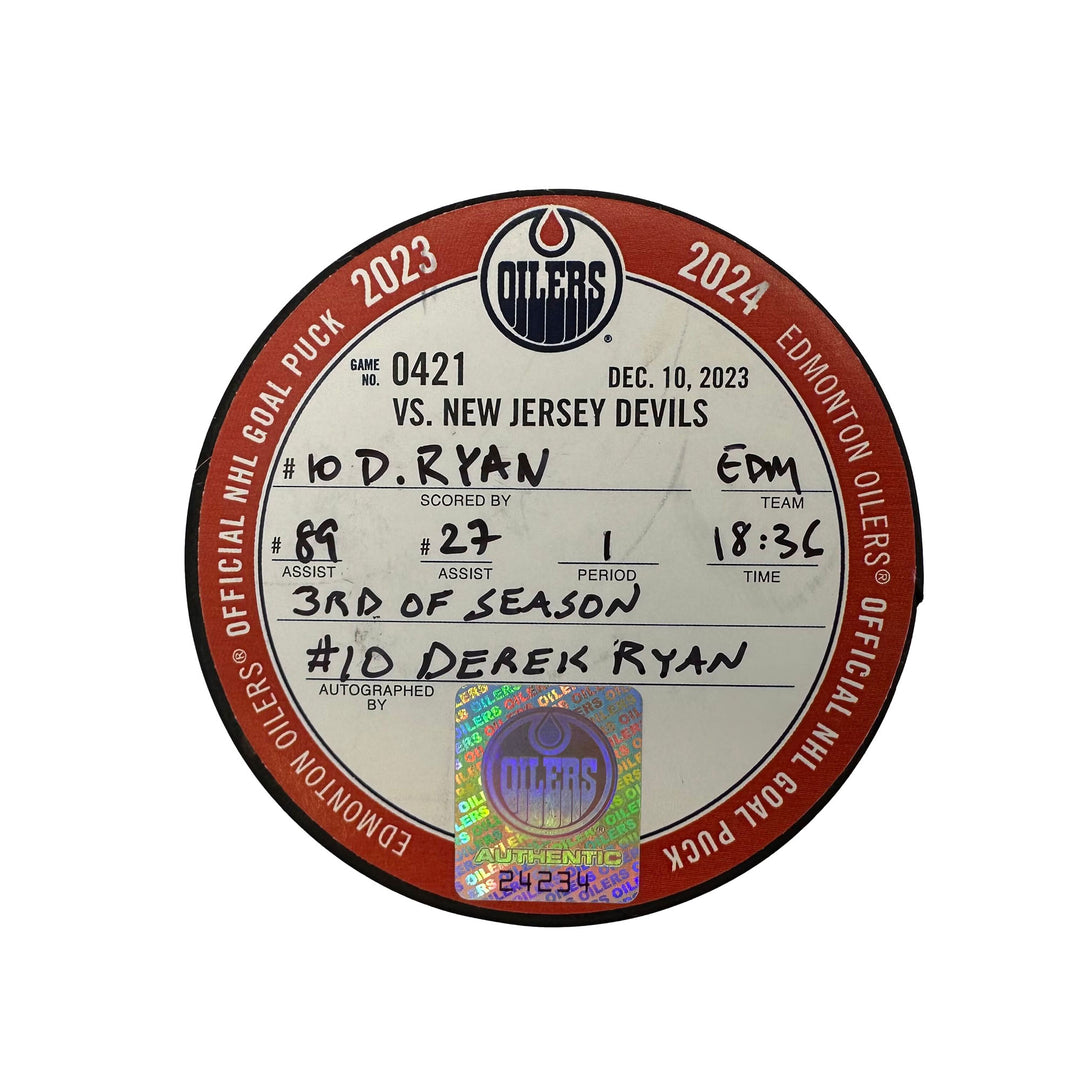 2023 2024
EDMONTON OILERS® OFFICIAL NHL GOAL PUCK
EDMONTON OILERS® OFFICIAL NHL GOAL PUCK
OILERS ®
GAME NO. 0421 DEC. 10, 2023
VS. NEW JERSEY DEVILS
#10 D. RYAN EDM
SCORED BY TEAM
# 89 # 27 1 18:36
ASSIST ASSIST PERIOD TIME
3RD OF SEASON
#10 DEREK RYAN
AUTOGRAPHED
BY
OILERS
AUTHENTIC
24234